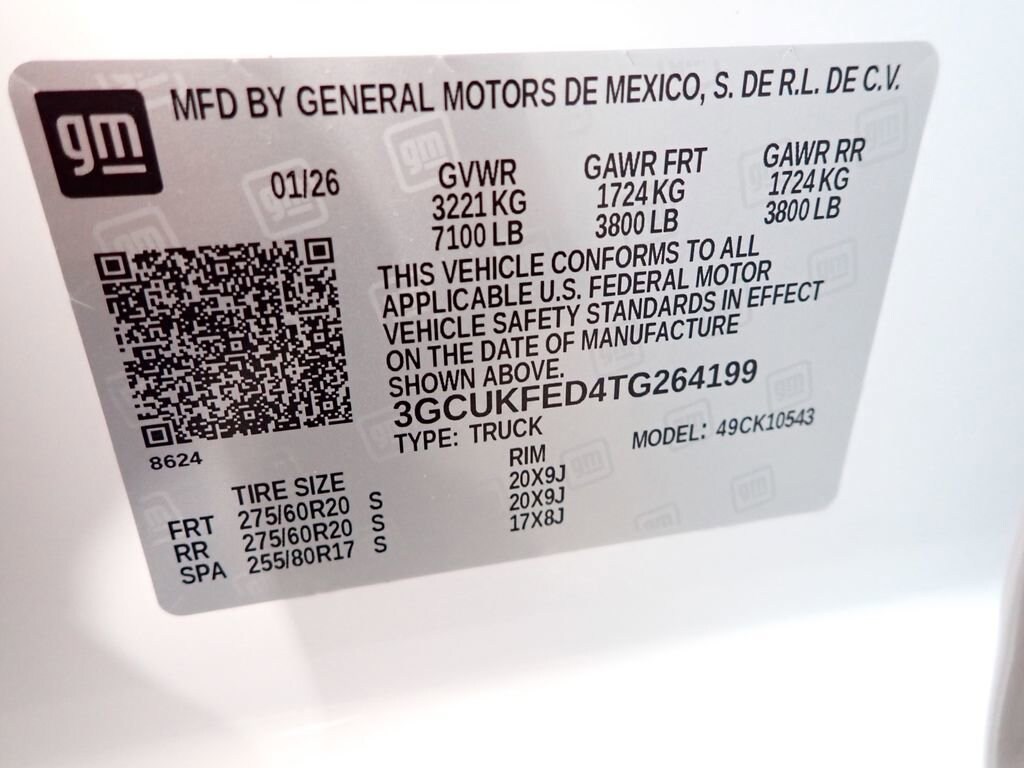 gm
MFD BY GENERAL MOTORS DE MEXICO, S. DE R.L. DE C.V.
01/26 GVWR GAWR FRT GAWR RR
3221 KG 1724 KG 1724 KG
7100 LB 3800 LB 3800 LB
THIS VEHICLE CONFORMS TO ALL
APPLICABLE U.S. FEDERAL MOTOR
VEHICLE SAFETY STANDARDS IN EFFECT
ON THE DATE OF MANUFACTURE
SHOWN ABOVE.
3GCUKFED4TG264199
TYPE: TRUCK MODEL: 49CK10543
8624
TIRE SIZE RIM
FRT 275/60R20 S 20X9J
RR 275/60R20 S 20X9J
SPA 255/80R17 S 17X8J